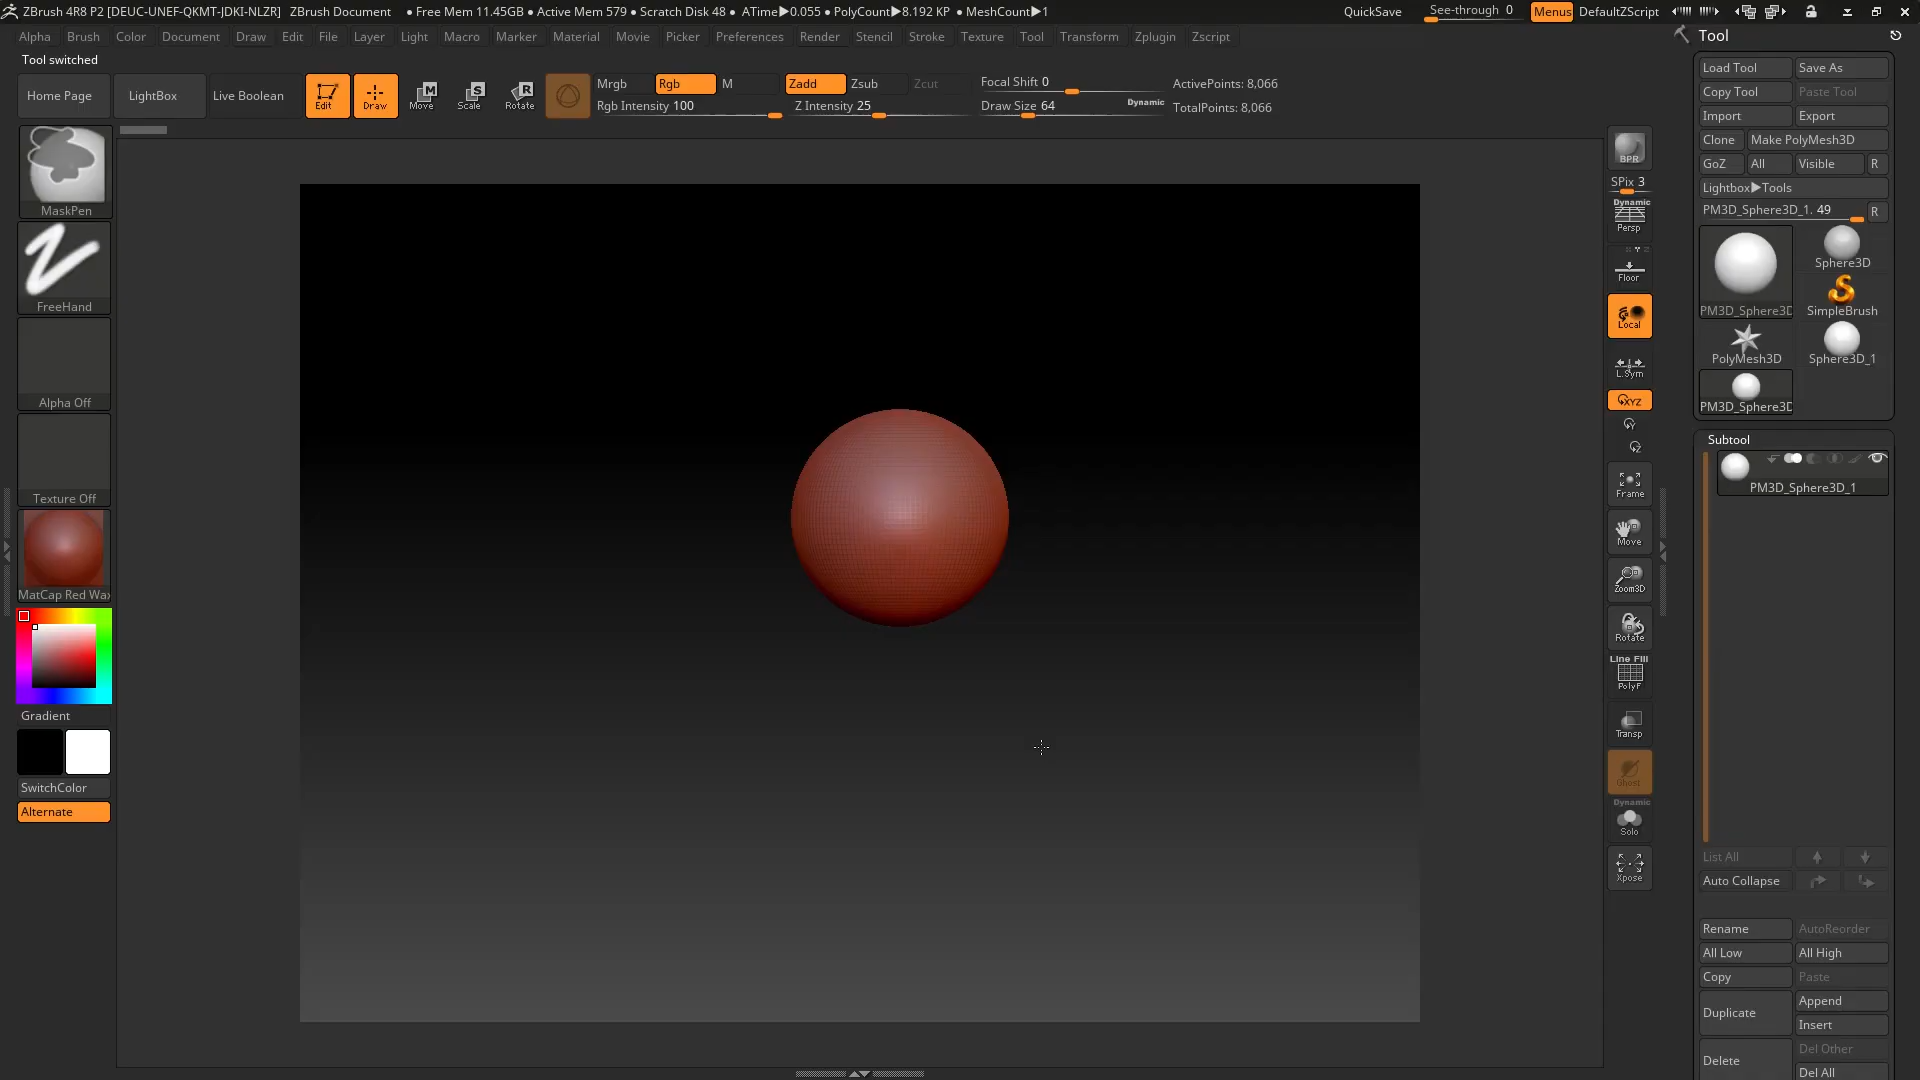 ZBrush 4R8 P2 [DEUC-UNEF-QKMT-JDKI-NLZR] ZBrush Document • Free Mem 11.45GB • Active Mem 579 • Scratch Disk 48 • ATime▶0.055 • PolyCount▶8.192 KP • MeshCount▶1 QuickSave See-through 0 Menus DefaultZScript
Alpha Brush Color Document Draw Edit File Layer Light Macro Marker Material Movie Picker Preferences Render Stencil Stroke Texture Tool Transform Zplugin Zscript
Tool switched
Home Page LightBox Live Boolean Edit Draw Move Scale Rotate
Mrgb Rgb M Zadd Zsub Zcut Focal Shift 0 ActivePoints: 8,066
Rgb Intensity 100 Z Intensity 25 Draw Size 64 Dynamic TotalPoints: 8,066
MaskPen
FreeHand
Alpha Off
Texture Off
MatCap Red Wax
Gradient
SwitchColor
Alternate
BPR
SPix 3
Dynamic
Persp
Floor
Local
L.Sym
XYZ
Y
Z
Frame
Move
Zoom3D
Rotate
Line Fill
PolyF
Transp
Ghost
Dynamic
Solo
Xpose
Tool
Load Tool Save As
Copy Tool Paste Tool
Import Export
Clone Make PolyMesh3D
GoZ All Visible R
Lightbox▶Tools
PM3D_Sphere3D_1. 49 R
Sphere3D
PM3D_Sphere3D SimpleBrush
PolyMesh3D Sphere3D_1
PM3D_Sphere3D
Subtool
PM3D_Sphere3D_1
List All
Auto Collapse
Rename AutoReorder
All Low All High
Copy Paste
Duplicate Append
Insert
Delete Del Other
Del All